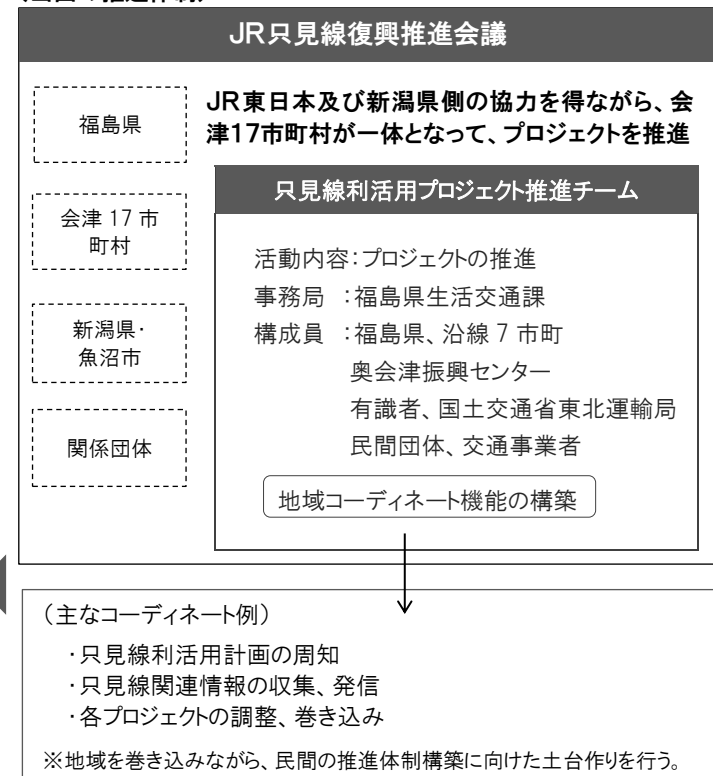 JR只見線復興推進会議
福島県
会津 17 市
町村
新潟県・
魚沼市
関係団体
JR東日本及び新潟県側の協力を得ながら、会
津17市町村が一体となって、プロジェクトを推進
只見線利活用プロジェクト推進チーム
活動内容：プロジェクトの推進
事務局　：福島県生活交通課
構成員　：福島県、沿線 7 市町
奥会津振興センター
有識者、国土交通省東北運輸局
民間団体、交通事業者
地域コーディネート機能の構築
（主なコーディネート例）
・只見線利活用計画の周知
・只見線関連情報の収集、発信
・各プロジェクトの調整、巻き込み
※地域を巻き込みながら、民間の推進体制構築に向けた土台作りを行う。